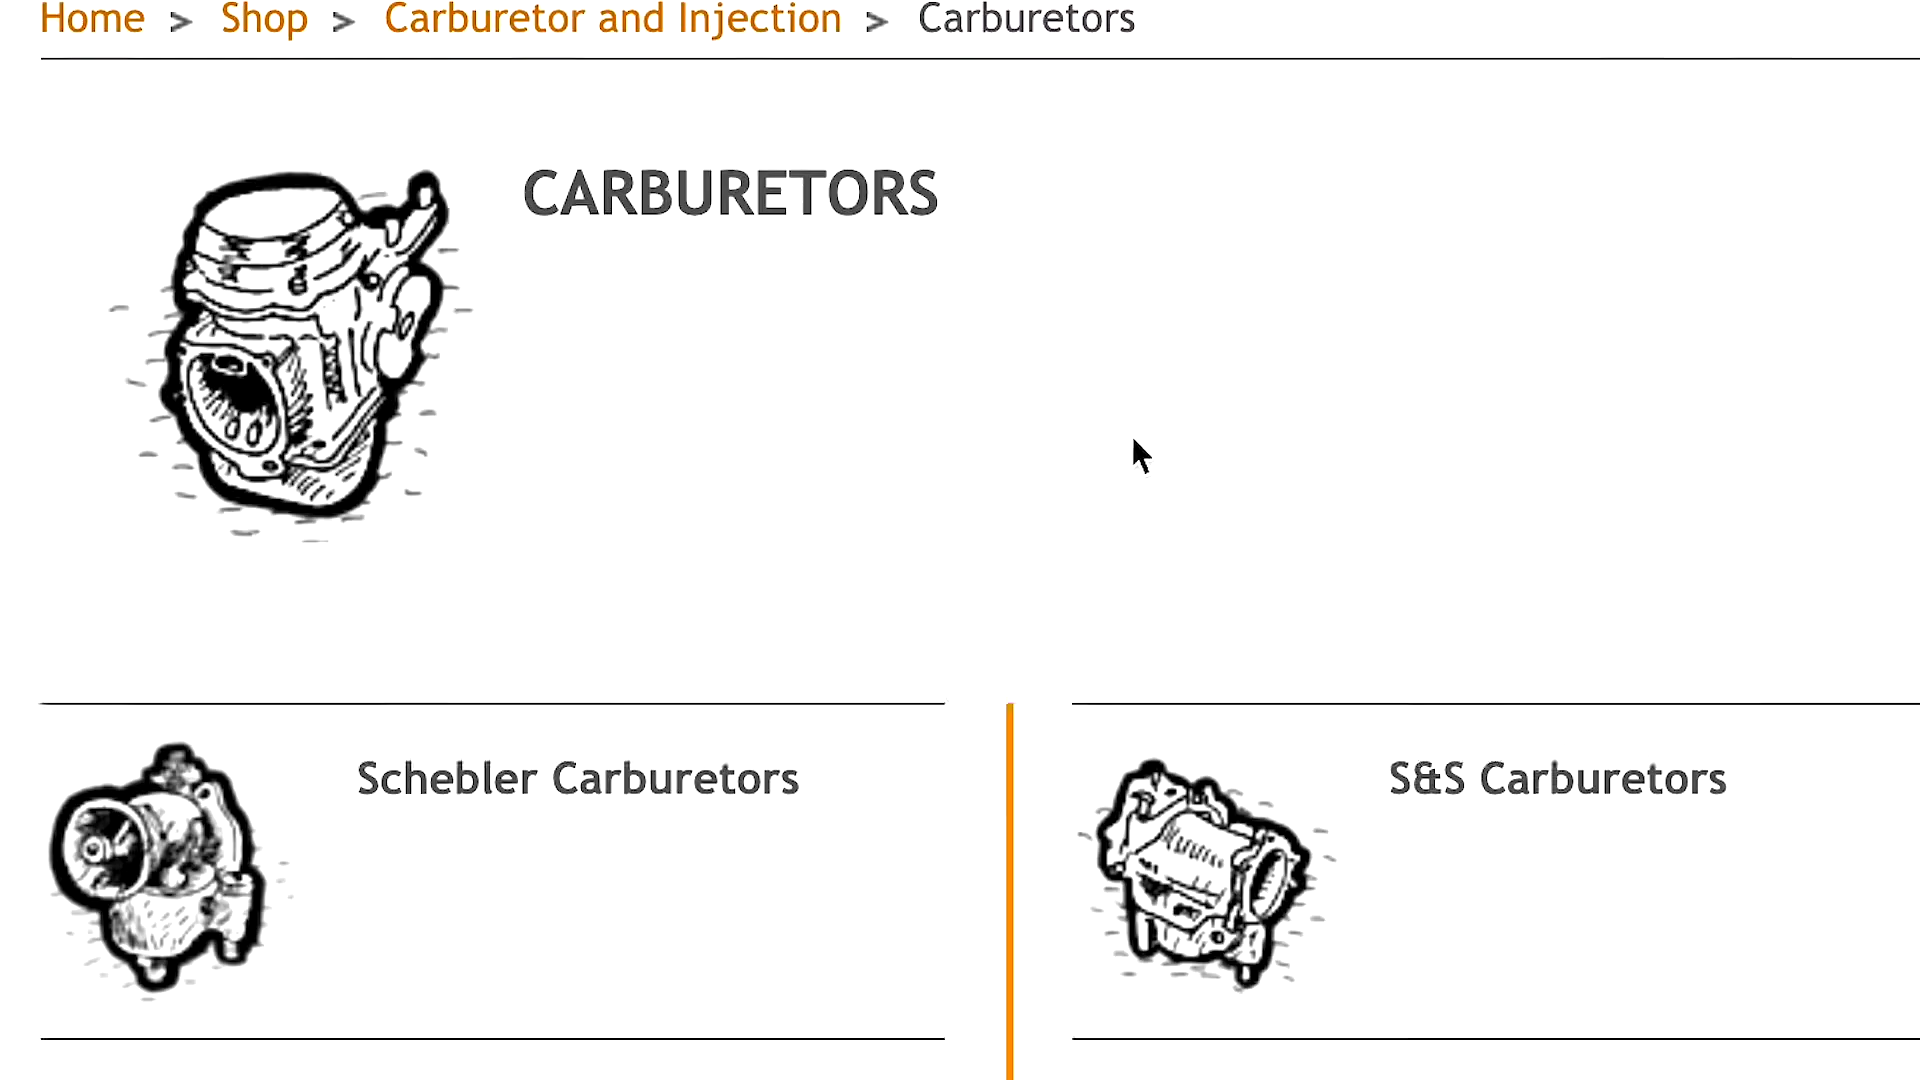 Home > Shop > Carburetor and Injection > Carburetors
CARBURETORS
Schebler Carburetors
S&S Carburetors